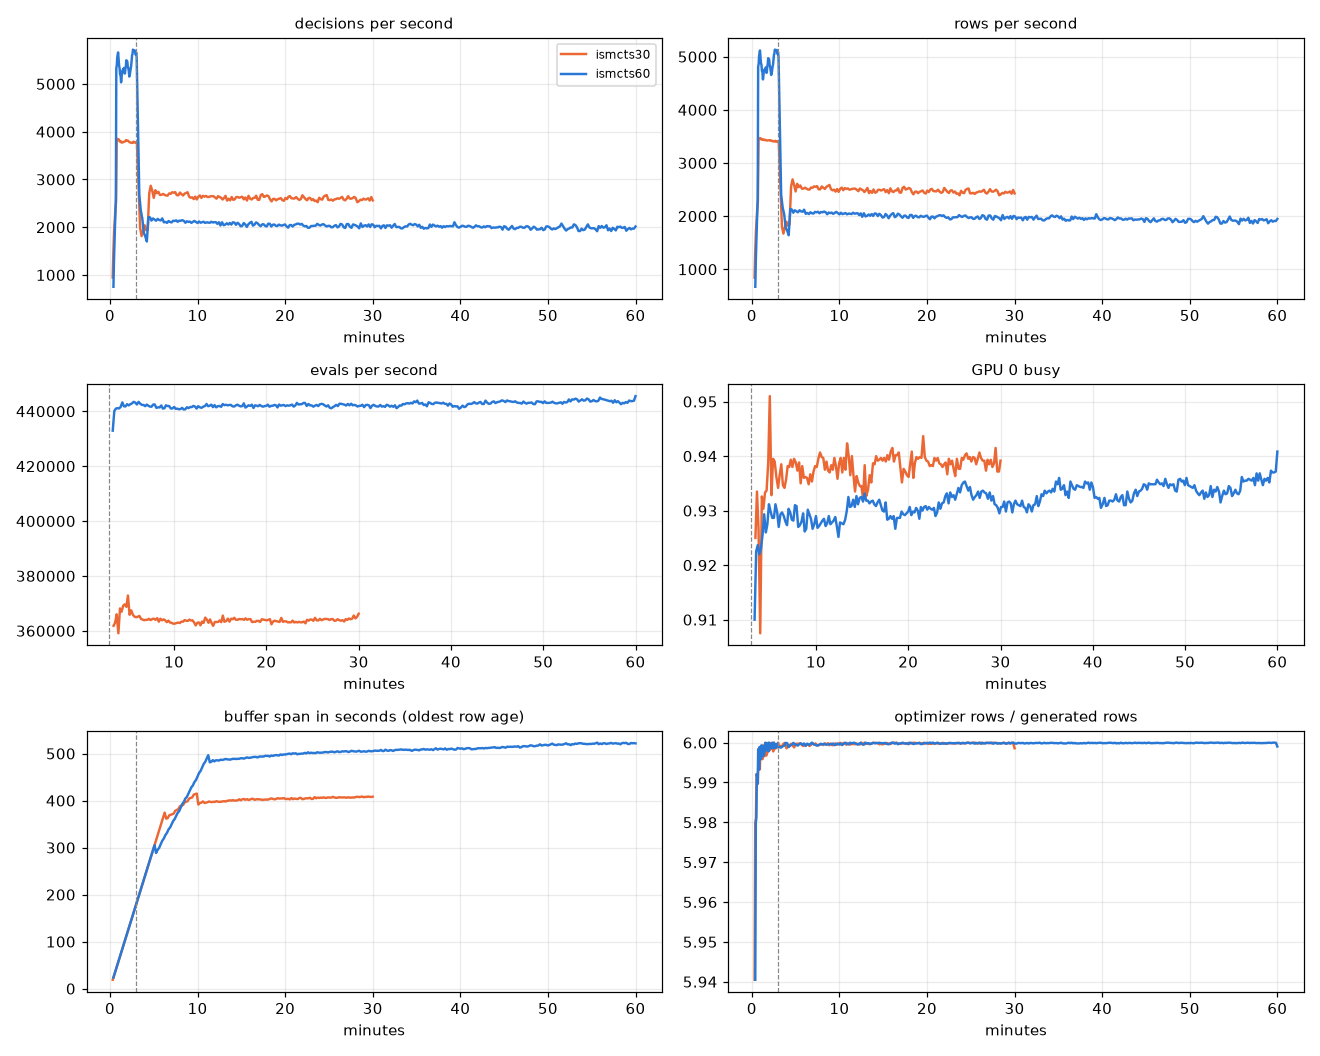 decisions per second
5000
4000
3000
2000
1000
ismcts30
ismcts60
0 10 20 30 40 50 60
minutes
rows per second
5000
4000
3000
2000
1000
0 10 20 30 40 50 60
minutes
evals per second
440000
420000
400000
380000
360000
10 20 30 40 50 60
minutes
GPU 0 busy
0.95
0.94
0.93
0.92
0.91
10 20 30 40 50 60
minutes
buffer span in seconds (oldest row age)
500
400
300
200
100
0
0 10 20 30 40 50 60
minutes
optimizer rows / generated rows
6.00
5.99
5.98
5.97
5.96
5.95
5.94
0 10 20 30 40 50 60
minutes